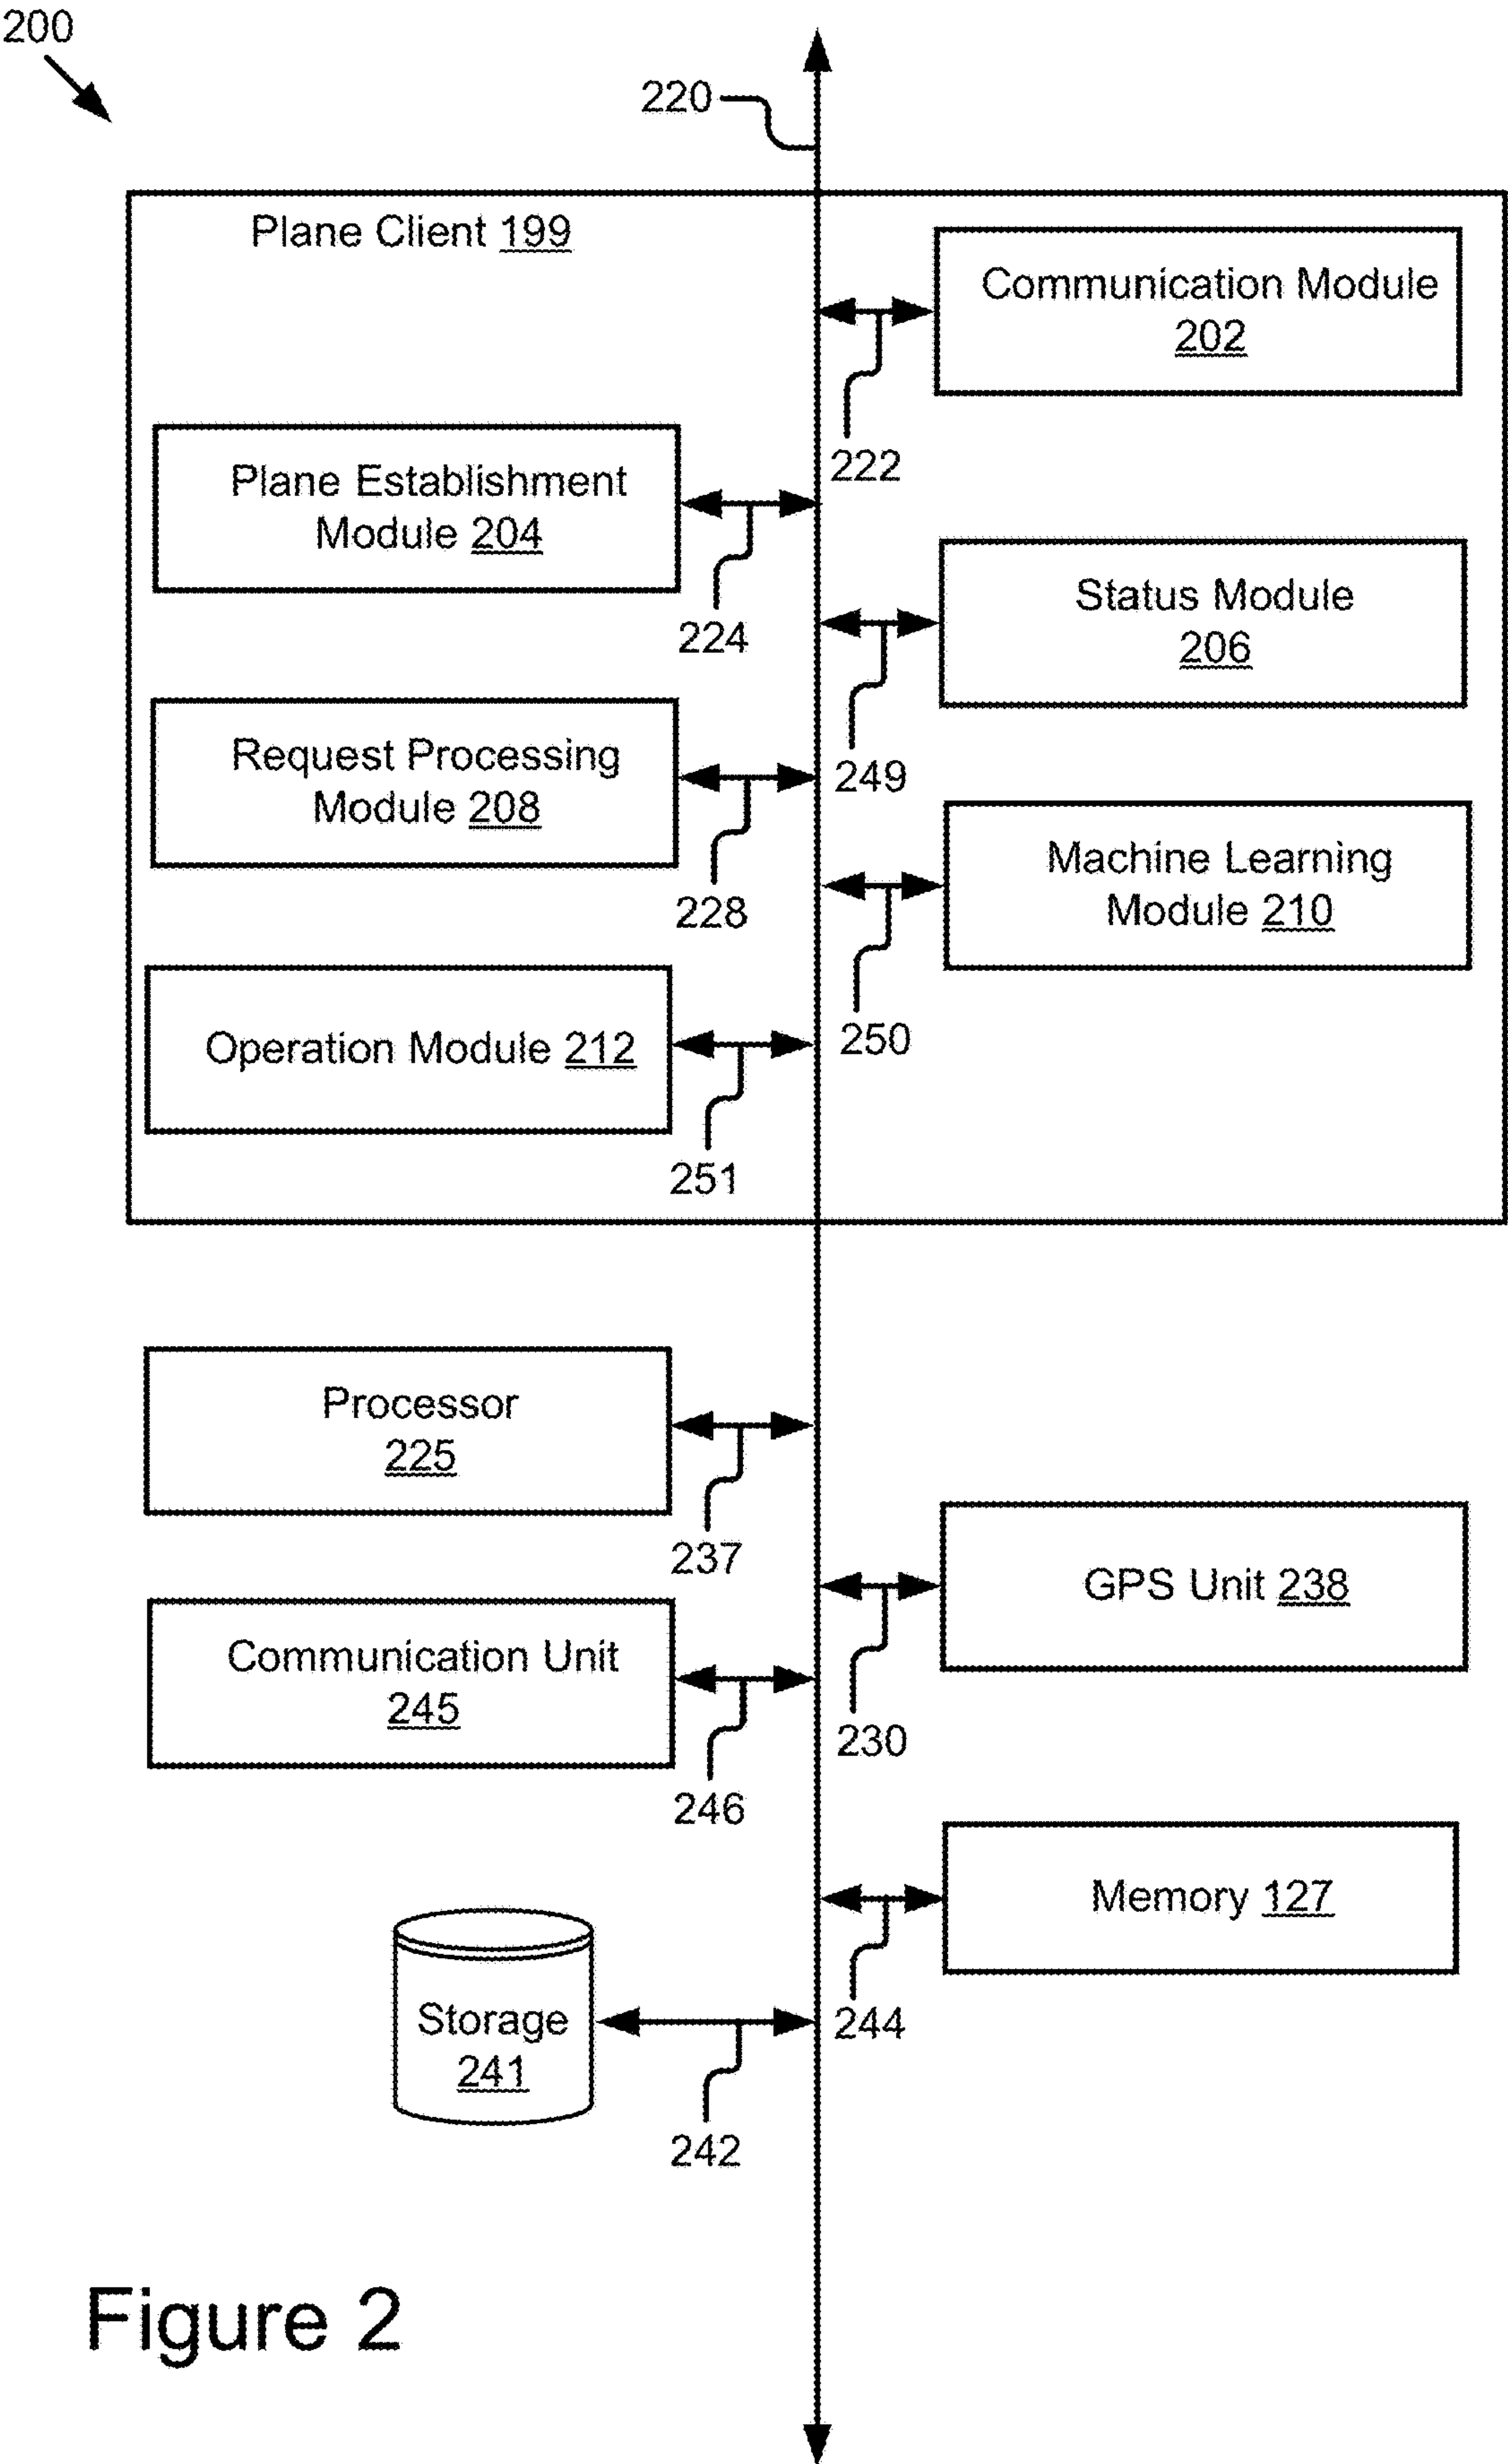 200
220
Plane Client 199
Communication Module
202
222
Plane Establishment
Module 204
224
Status Module
206
249
Request Processing
Module 208
228
Machine Learning
Module 210
250
Operation Module 212
251
Processor
225
237
GPS Unit 238
230
Communication Unit
245
246
Memory 127
244
Storage
241
242
Figure 2